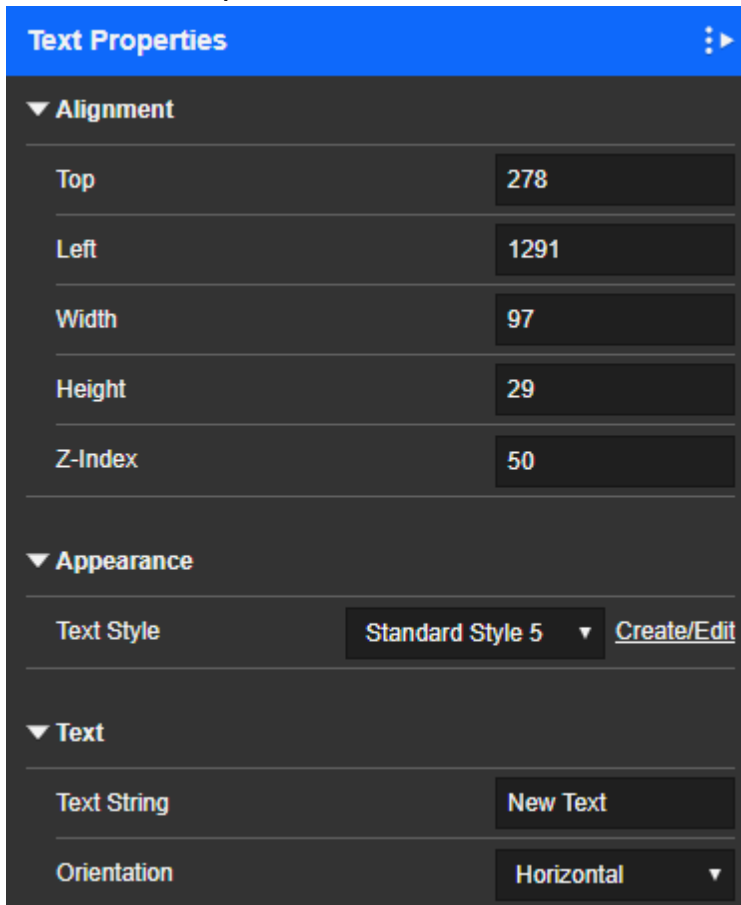 Text Properties
Alignment
Top 278
Left 1291
Width 97
Height 29
Z-Index 50
Appearance
Text Style Standard Style 5 Create/Edit
Text
Text String New Text
Orientation Horizontal